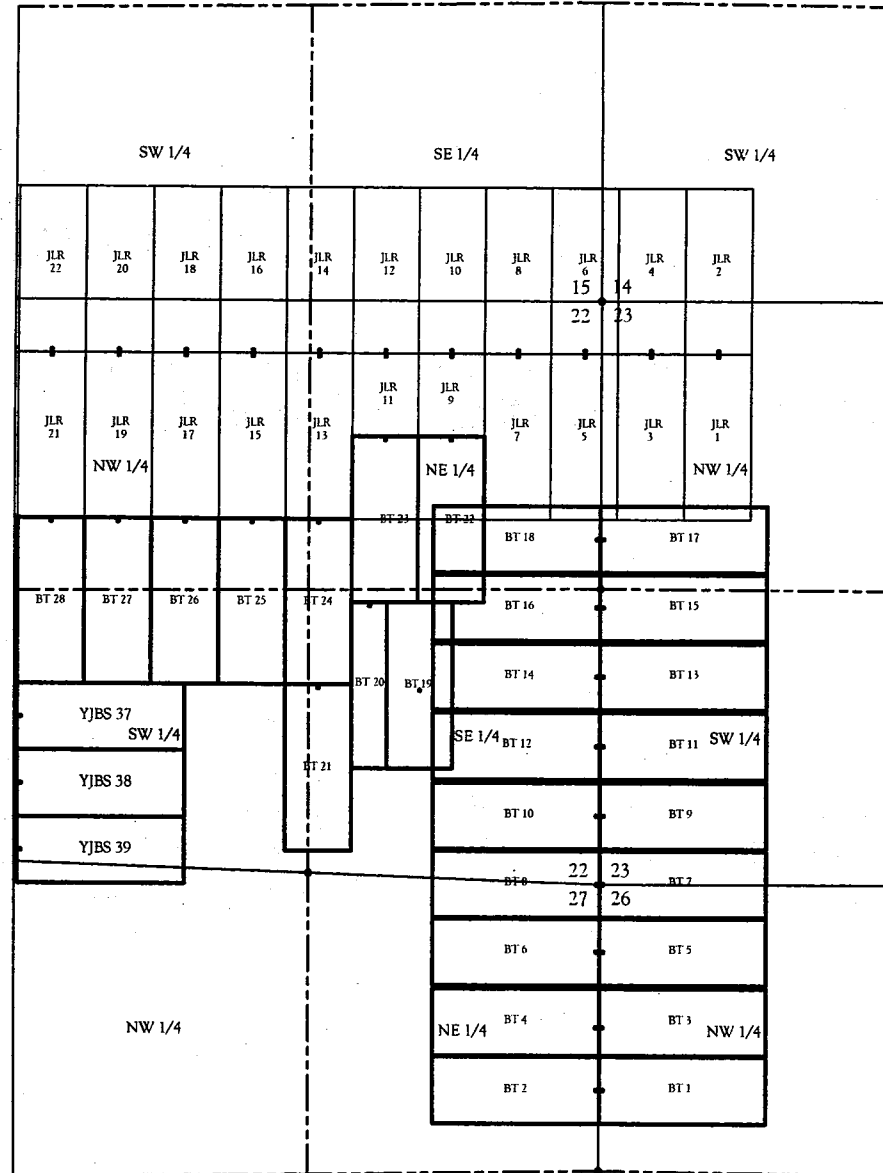 SW 1/4 SE 1/4 SW 1/4
JLR 22 JLR 20 JLR 18 JLR 16 JLR 14 JLR 12 JLR 10 JLR 8 JLR 6 JLR 4 JLR 2
15 14
22 23
JLR 21 JLR 19 JLR 17 JLR 15 JLR 13 JLR 11 JLR 9 JLR 7 JLR 5 JLR 3 JLR 1
NW 1/4 NE 1/4 NW 1/4
BT 23 BT 22
BT 18 BT 17
BT 28 BT 27 BT 26 BT 25 BT 24 BT 16 BT 15
BT 20 BT 19 BT 14 BT 13
YJBS 37
SW 1/4 SE 1/4 BT 12 BT 11 SW 1/4
BT 21
YJBS 38
BT 10 BT 9
YJBS 39
22 23
BT 8 BT 7
27 26
BT 6 BT 5
NW 1/4 NE 1/4 BT 4 BT 3 NW 1/4
BT 2 BT 1